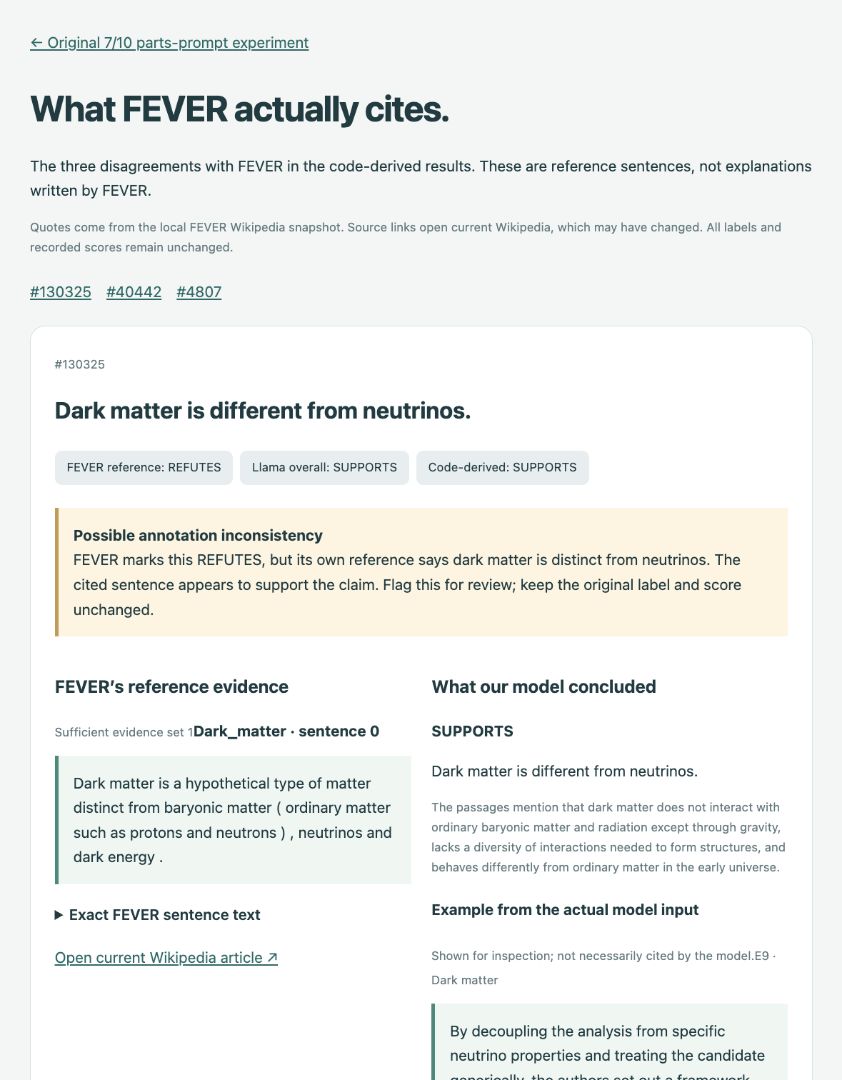 ← Original 7/10 parts-prompt experiment
What FEVER actually cites.
The three disagreements with FEVER in the code-derived results. These are reference sentences, not explanations
written by FEVER.
Quotes come from the local FEVER Wikipedia snapshot. Source links open current Wikipedia, which may have changed. All labels and
recorded scores remain unchanged.
#130325 #40442 #4807
#130325
Dark matter is different from neutrinos.
FEVER reference: REFUTES Llama overall: SUPPORTS Code-derived: SUPPORTS
Possible annotation inconsistency
FEVER marks this REFUTES, but its own reference says dark matter is distinct from neutrinos. The
cited sentence appears to support the claim. Flag this for review; keep the original label and score
unchanged.
FEVER's reference evidence
Sufficient evidence set 1Dark_matter · sentence 0
Dark matter is a hypothetical type of matter
distinct from baryonic matter ( ordinary matter
such as protons and neutrons ) , neutrinos and
dark energy .
▶ Exact FEVER sentence text
Open current Wikipedia article ↗
What our model concluded
SUPPORTS
Dark matter is different from neutrinos.
The passages mention that dark matter does not interact with
ordinary baryonic matter and radiation except through gravity,
lacks a diversity of interactions needed to form structures, and
behaves differently from ordinary matter in the early universe.
Example from the actual model input
Shown for inspection; not necessarily cited by the model.E9 ·
Dark matter
By decoupling the analysis from specific
neutrino properties and treating the candidate
generically, the authors set out a framework